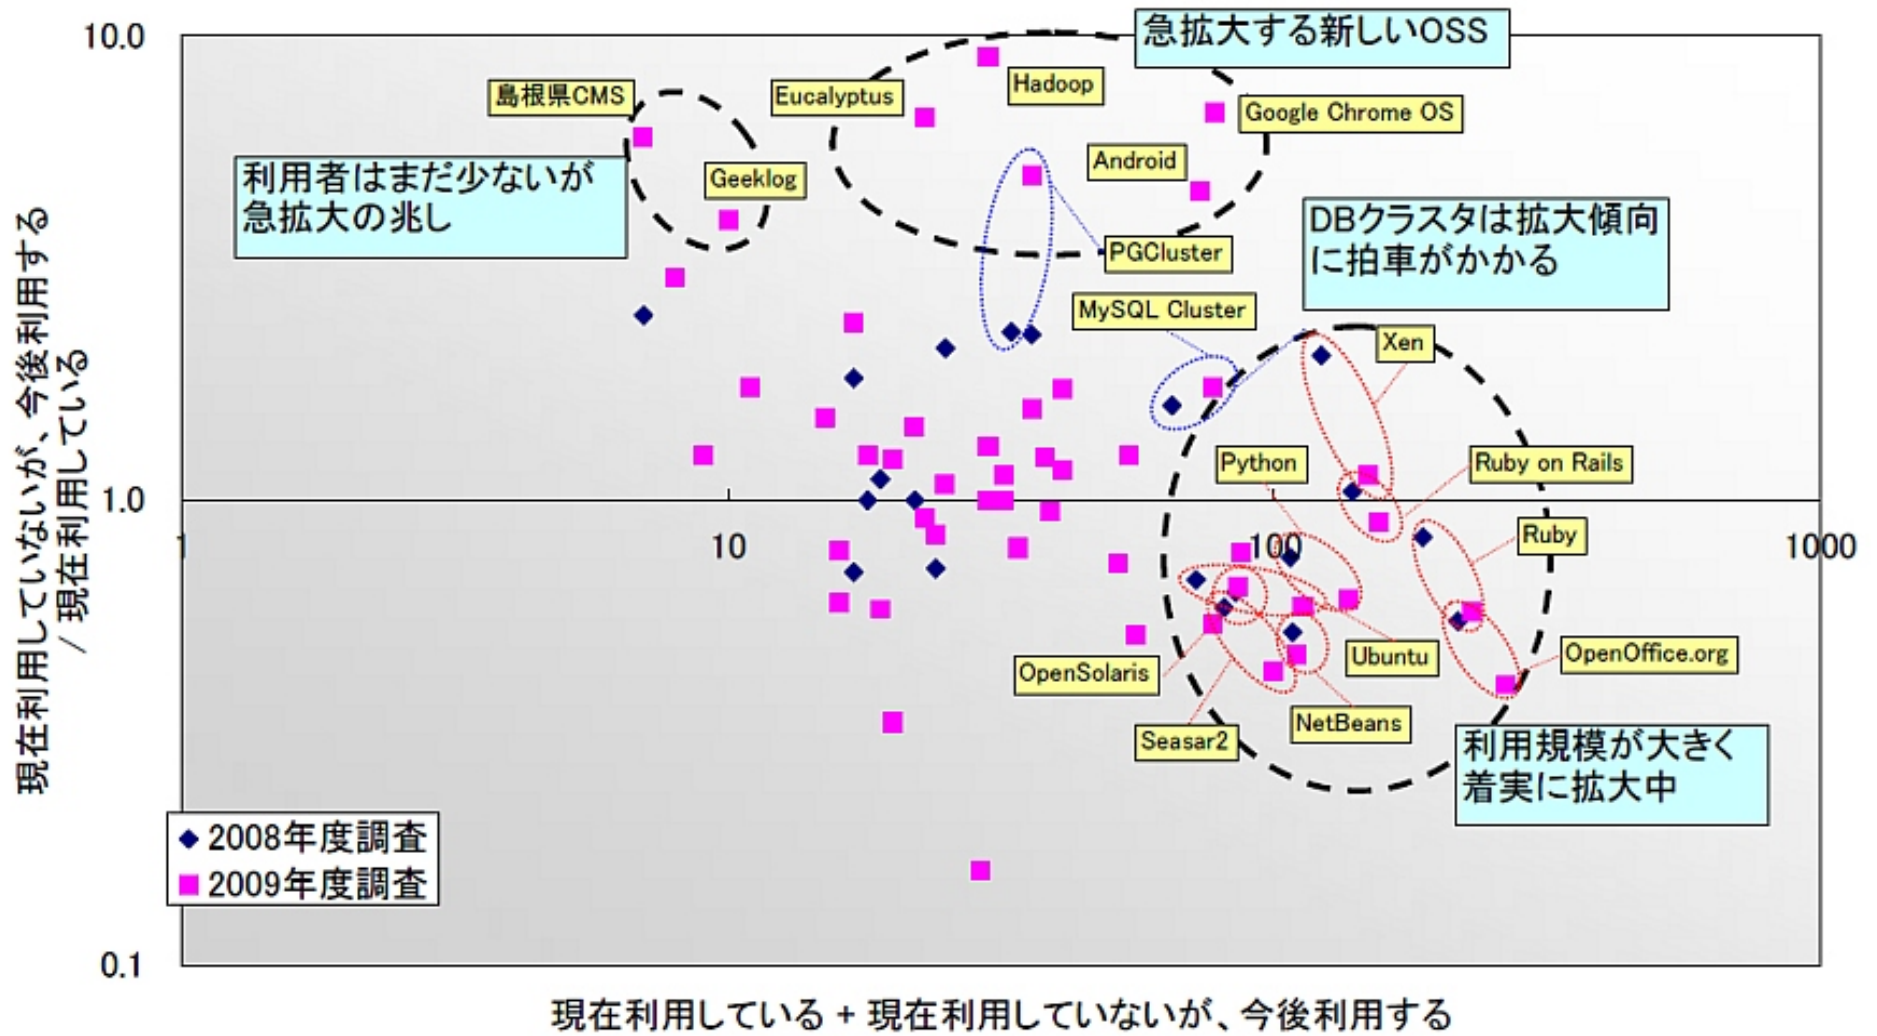 10.0
急拡大する新しいOSS
島根県CMS
Eucalyptus
Hadoop
Google Chrome OS
利用者はまだ少ないが
急拡大の兆し
Geeklog
Android
DBクラスタは拡大傾向
に拍車がかかる
PGCluster
MySQL Cluster
Xen
Python
Ruby on Rails
1.0
Ruby
1
10
100
1000
OpenSolaris
Ubuntu
OpenOffice.org
Seasar2
NetBeans
利用規模が大きく
着実に拡大中
2008年度調査
2009年度調査
0.1
現在利用していないが、今後利用する
/ 現在利用している
現在利用している + 現在利用していないが、今後利用する